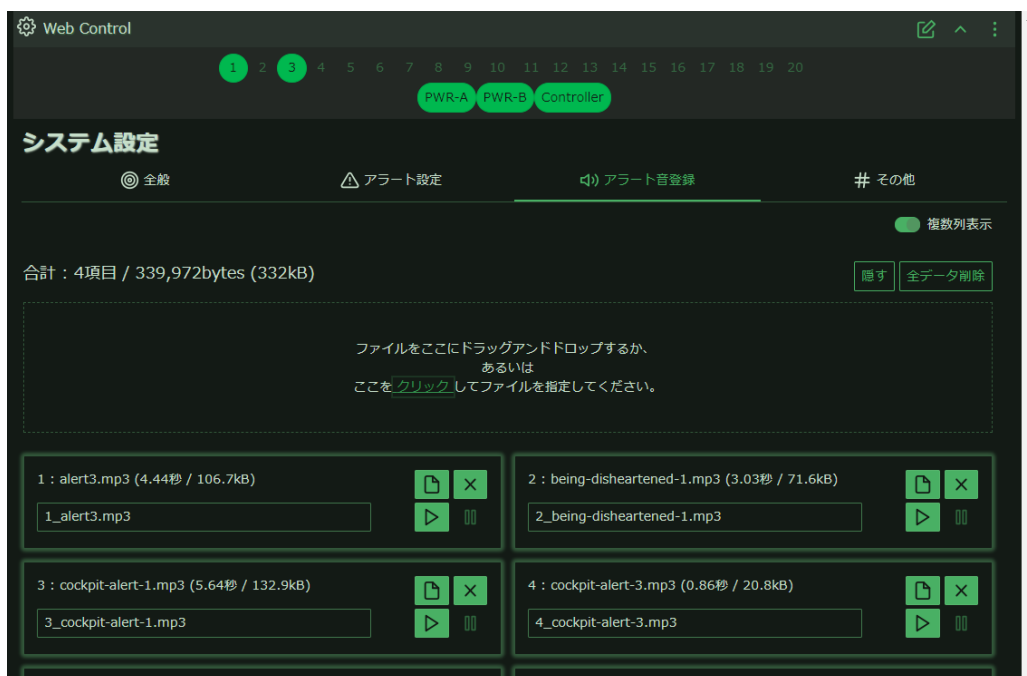 Web Control
1 2 3 4 5 6 7 8 9 10 11 12 13 14 15 16 17 18 19 20
PWR-A PWR-B Controller
システム設定
全般 アラート設定 アラート音登録 その他
複数列表示
合計：4項目 / 339,972bytes (332kB) 隠す 全データ削除
ファイルをここにドラッグアンドドロップするか、
あるいは
ここをクリックしてファイルを指定してください。
1 : alert3.mp3 (4.44秒 / 106.7kB)
1_alert3.mp3
2 : being-disheartened-1.mp3 (3.03秒 / 71.6kB)
2_being-disheartened-1.mp3
3 : cockpit-alert-1.mp3 (5.64秒 / 132.9kB)
3_cockpit-alert-1.mp3
4 : cockpit-alert-3.mp3 (0.86秒 / 20.8kB)
4_cockpit-alert-3.mp3